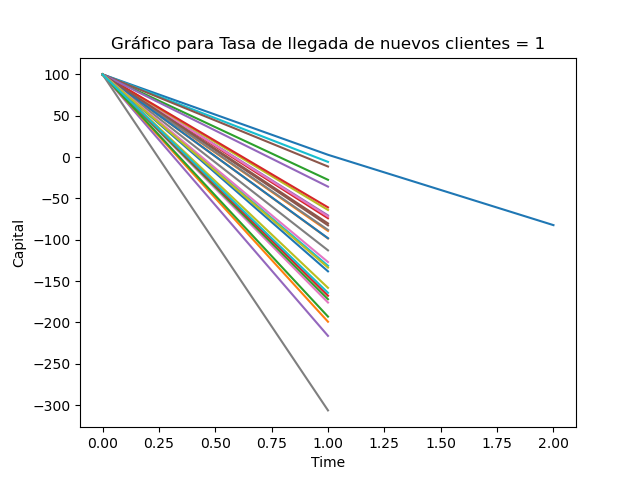 Gráfico para Tasa de llegada de nuevos clientes = 1
Capital
100
50
0
−50
−100
−150
−200
−250
−300
0.00 0.25 0.50 0.75 1.00 1.25 1.50 1.75 2.00
Time